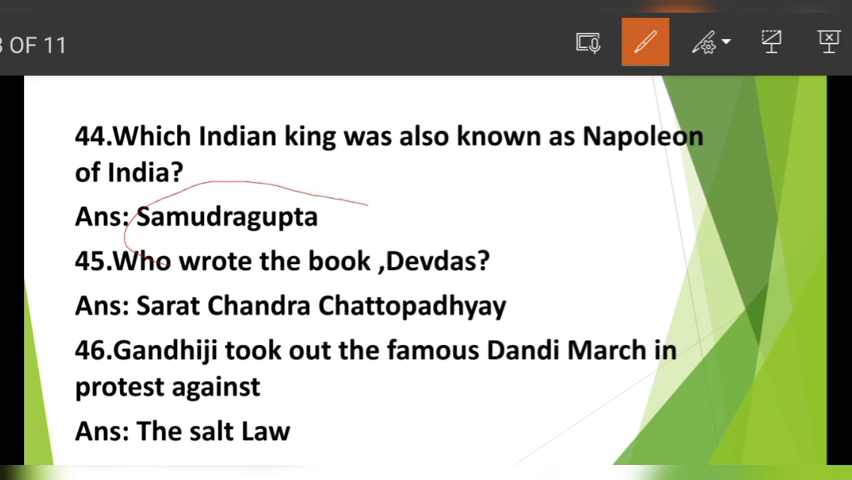 OF 11
44.Which Indian king was also known as Napoleon
of India?
Ans: Samudragupta
45.Who wrote the book ,Devdas?
Ans: Sarat Chandra Chattopadhyay
46.Gandhiji took out the famous Dandi March in
protest against
Ans: The salt Law